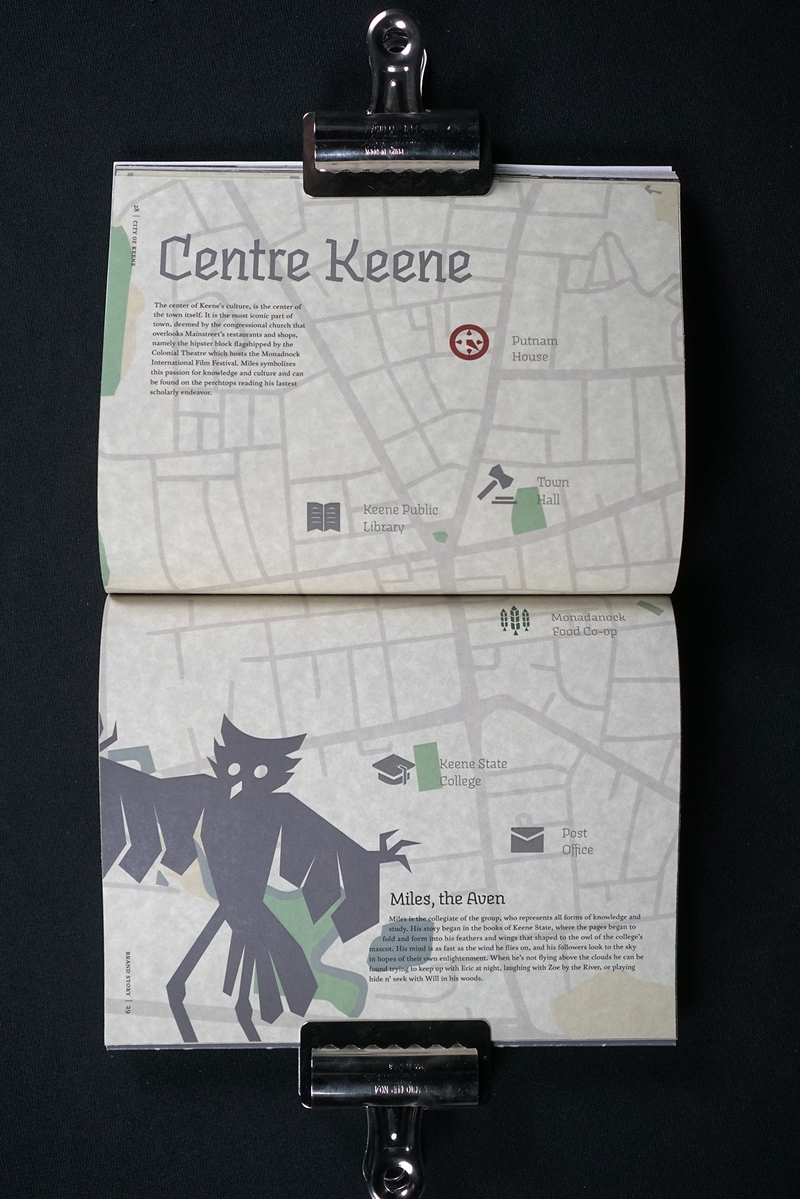 28 | CITY OF KEENE
Centre Keene
The center of Keene's culture, is the center of
the town itself. It is the most iconic part of
town, deemed by the congressional church that
overlooks Mainstreet's restaurants and shops,
namely the hipster block flagshipped by the
Colonial Theatre which hosts the Monadnock
International Film Festival. Miles symbolizes
this passion for knowledge and culture and can
be found on the perchtops reading his lastest
scholarly endeavor.
Putnam
House
Town
Hall
Keene Public
Library
Monadanock
Food Co-op
Keene State
College
Post
Office
Miles, the Aven
Miles is the collegiate of the group, who represents all forms of knowledge and
study. His story began in the books of Keene State, where the pages began to
fold and form into his feathers and wings that shaped to the owl of the college's
mascot. His mind is as fast as the wind he flies on, and his followers look to the sky
in hopes of their own enlightenment. When he's not flying above the clouds he can be
found trying to keep up with Eric at night, laughing with Zoe by the River, or playing
hide n' seek with Will in his woods.
BRAND STORY | 29